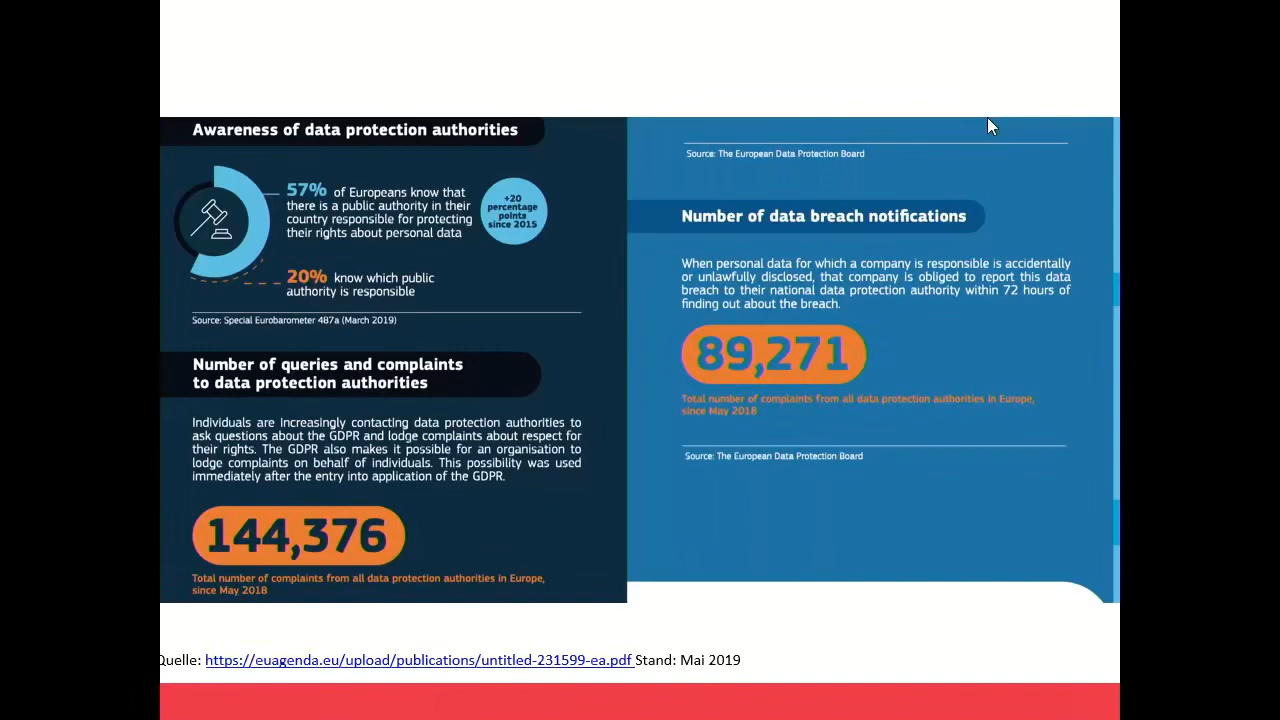 Awareness of data protection authorities
57% of Europeans know that
there is a public authority in their
country responsible for protecting
their rights about personal data
+20
percentage
points
since 2015
20% know which public
authority is responsible
Source: Special Eurobarometer 487a (March 2019)
Number of queries and complaints
to data protection authorities
Individuals are increasingly contacting data protection authorities to
ask questions about the GDPR and lodge complaints about respect for
their rights. The GDPR also makes it possible for an organisation to
lodge complaints on behalf of individuals. This possibility was used
immediately after the entry into application of the GDPR.
144,376
Total number of complaints from all data protection authorities in Europe,
since May 2018
Source: The European Data Protection Board
Number of data breach notifications
When personal data for which a company is responsible is accidentally
or unlawfully disclosed, that company is obliged to report this data
breach to their national data protection authority within 72 hours of
finding out about the breach.
89,271
Total number of complaints from all data protection authorities in Europe,
since May 2018
Source: The European Data Protection Board
Quelle: https://euagenda.eu/upload/publications/untitled-231599-ea.pdf Stand: Mai 2019